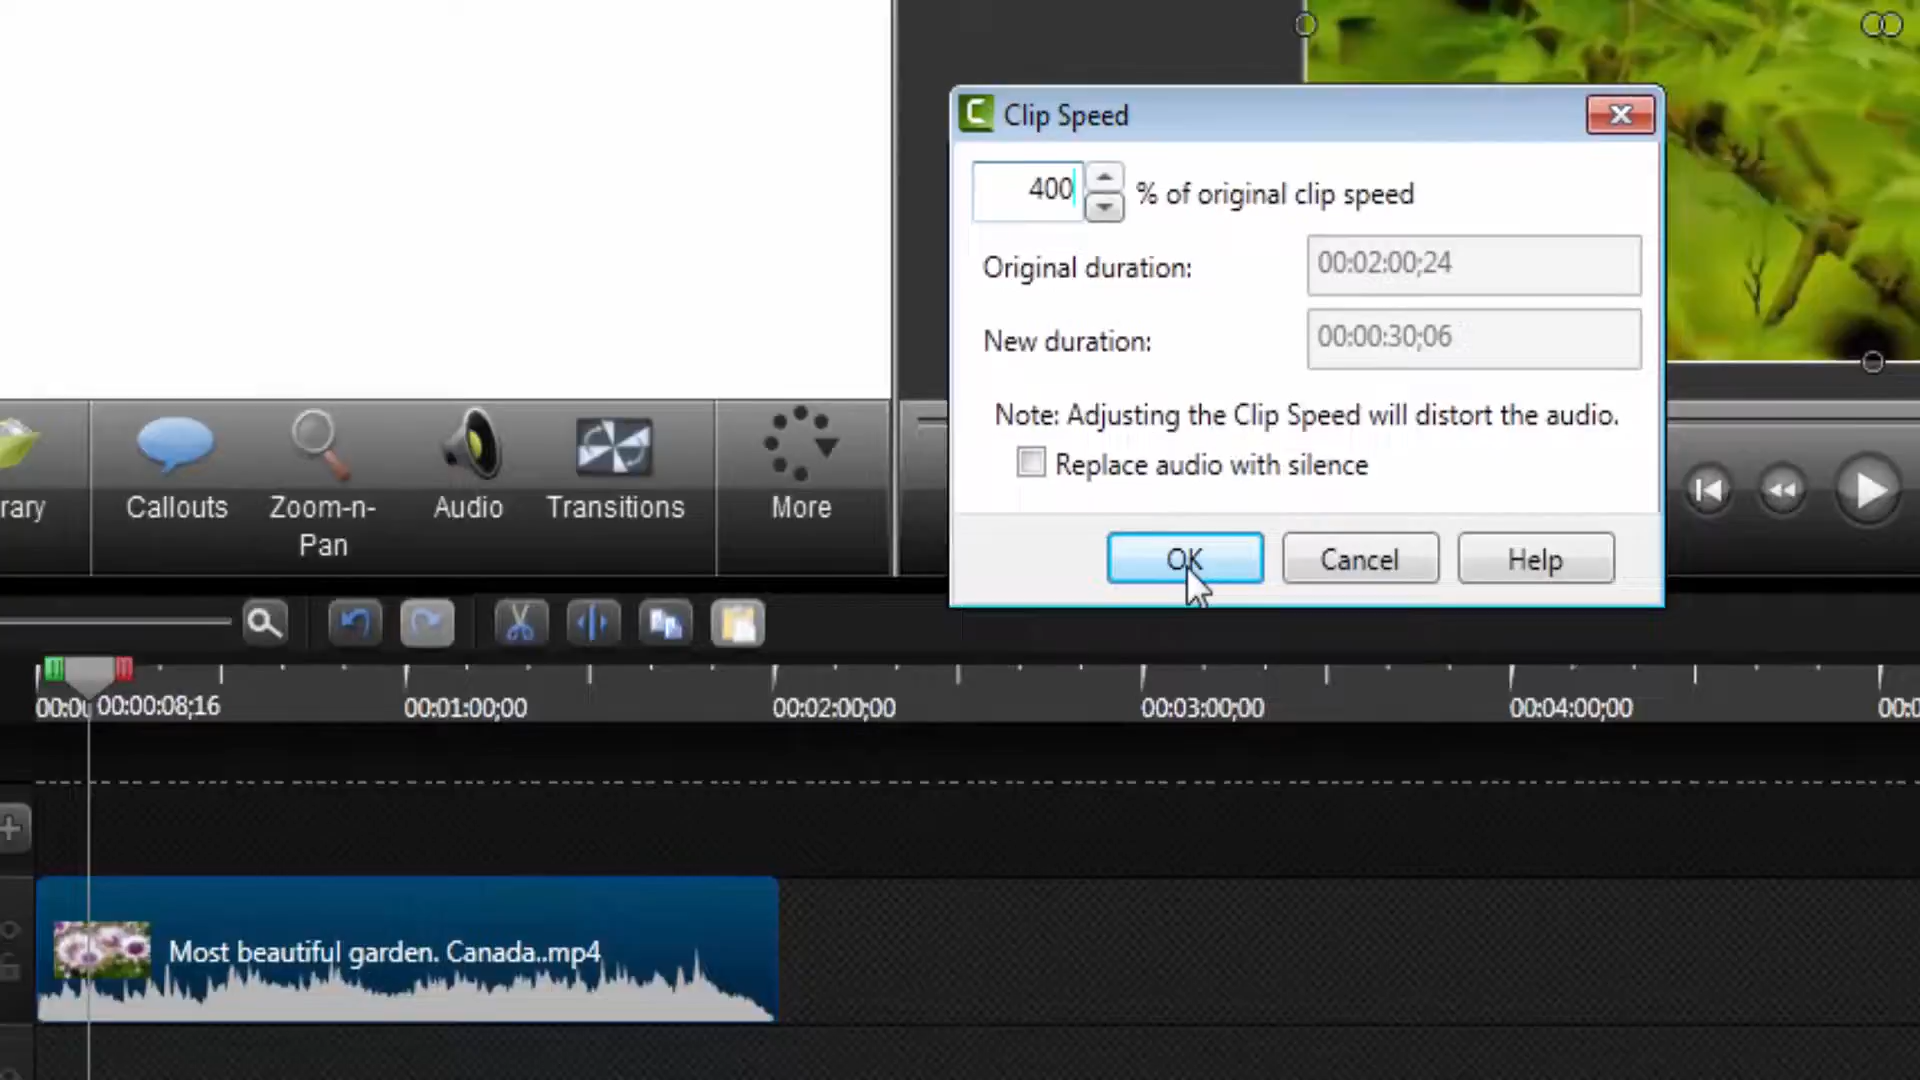 Clip Speed
400 % of original clip speed
Original duration: 00:02:00;24
New duration: 00:00:30;06
Note: Adjusting the Clip Speed will distort the audio.
Replace audio with silence
OK Cancel Help
rary Callouts Zoom-n-
Pan Audio Transitions More
00:00:08;16 00:01:00;00 00:02:00;00 00:03:00;00 00:04:00;00
Most beautiful garden. Canada..mp4